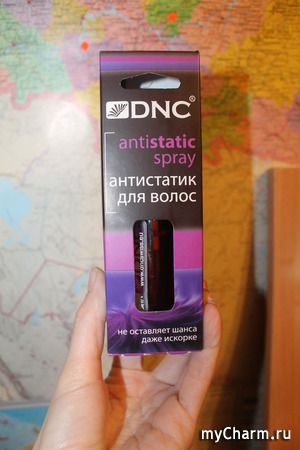 DNC®
antistatic
spray
антистатик
для волос
не оставляет шанса
даже искорке
myCharm.ru